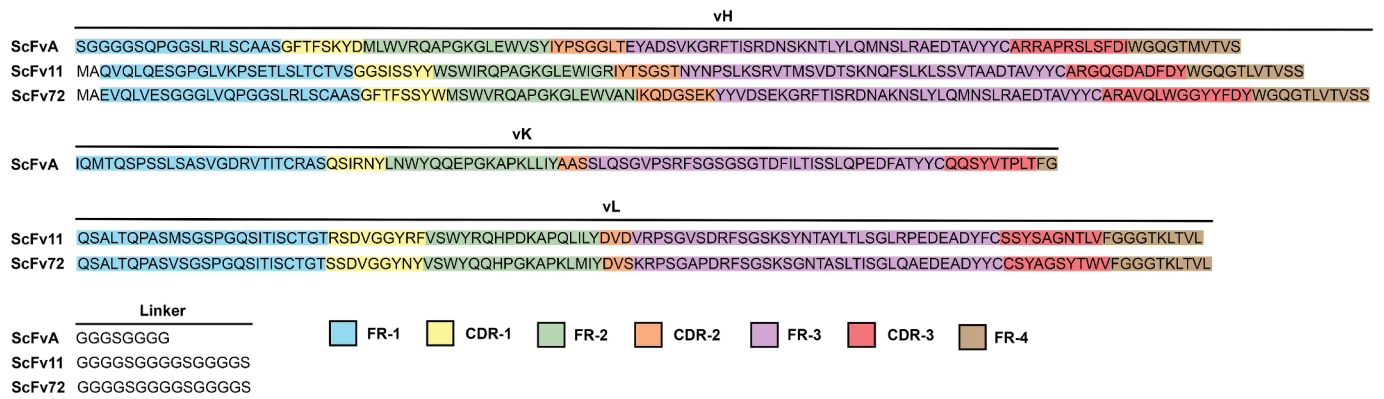 vH
ScFvA SGGGGSQPGGSLRLSCAASGFTFSKYDMLWVRQAPGKGLEWVSYIYPSGGLTEYADSVKGRFTISRDNSKNTLYLQMNSLRAEDTAVYYCARRAPRSLSFDIWGQGTMVTVS
ScFv11 MAQVQLQESGPGLVKPSETLSLTCTVSGGSISSYYWSWIRQPAGKGLEWIGRIYTSGSTNYNPSLKSRVTMSVDTSKNQFSLKLSSVTAADTAVYYCARGQGDADFDYWGQGTLVTVSS
ScFv72 MAEVQLVESGGGLVQPGGSLRLSCAASGFTFSSYWMSWVRQAPGKGLEWVANIKQDGSEKYYVDSEKGRFTISRDNAKNSLYLQMNSLRAEDTAVYYCARAVQLWGGYYFDYWGQGTLVTVSS
vK
ScFvA IQMTQSPSSLSASVGDRVTITCRASQSIRNYLNWYQQEPGKAPKLLIYAASSLQSGVPSRFSGSGSGTDFILTISSLQPEDFATYYCQQSYVTPLTFG
vL
ScFv11 QSALTQPASMSGSPGQSITISCTGTRSDVGGYRFVSWYRQHPDKAPQLILYDVDVRPSGVSDRFSGSKSYNTAYLTLSGLRPEDEADYFCSSYSAGNTLVFGGGTKLTVL
ScFv72 QSALTQPASVSGSPGQSITISCTGTSSDVGGYNYVSWYQQHPGKAPKLMIYDVSKRPSGAPDRFSGSKSGNTASLTISGLQAEDEADYYCCSYAGSYTWVFGGGTKLTVL
Linker
ScFvA GGGSGGGG
ScFv11 GGGGSGGGGSGGGGS
ScFv72 GGGGSGGGGSGGGGS
FR-1 CDR-1 FR-2 CDR-2 FR-3 CDR-3 FR-4